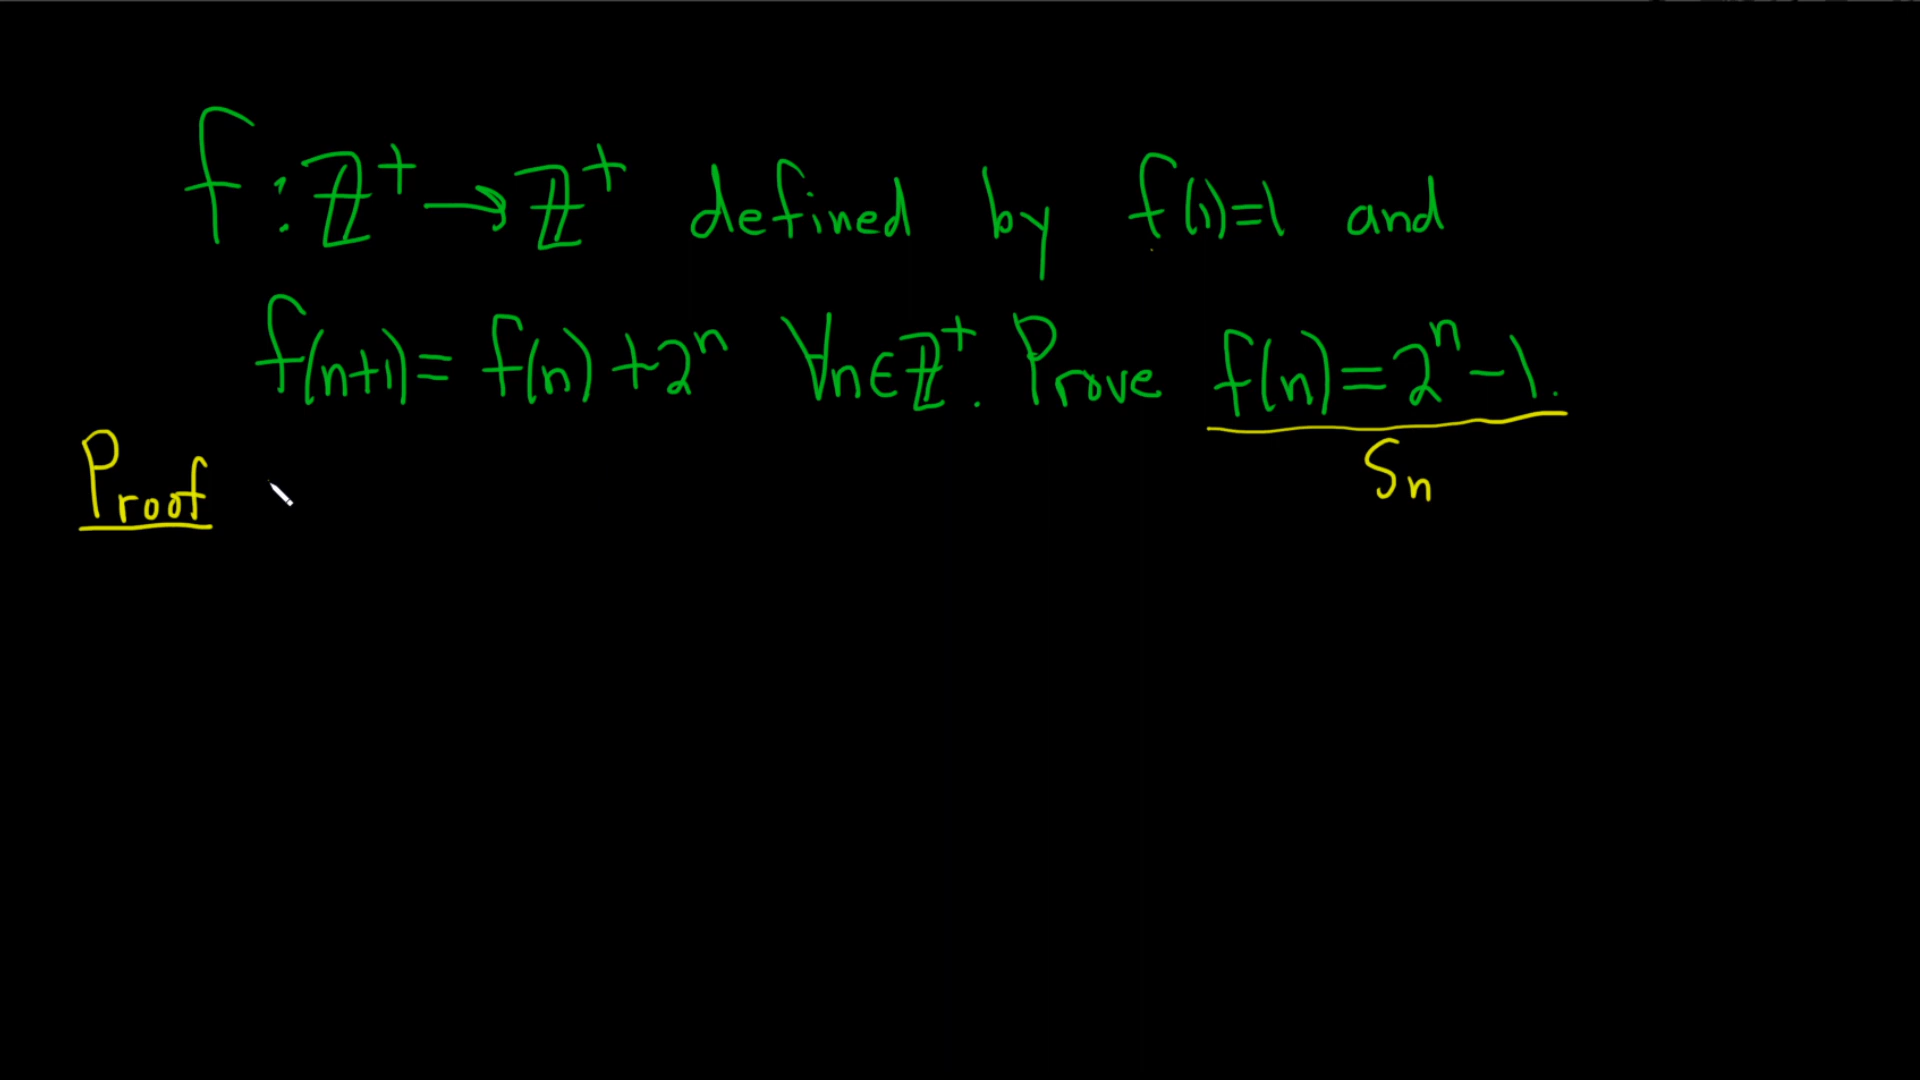 f:ℤ⁺→ℤ⁺ defined by f(1)=1 and
f(n+1)=f(n)+2ⁿ ∀n∈ℤ⁺. Prove f(n)=2ⁿ-1.
Sₙ
Proof